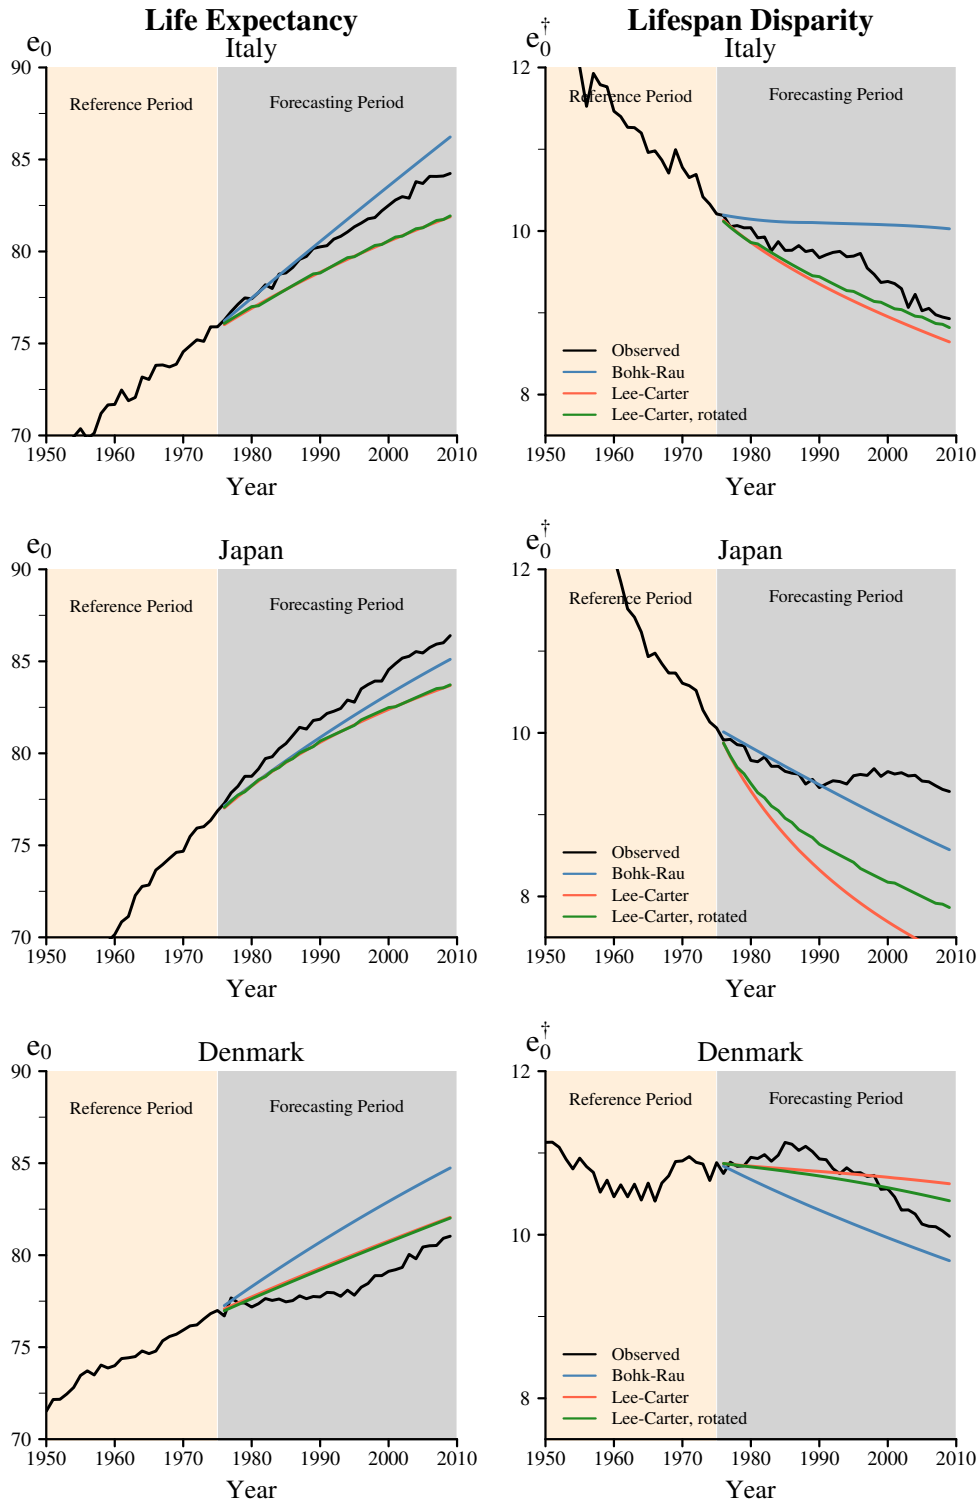 Life Expectancy
Lifespan Disparity
e0
Italy
90
85
80
75
70
Reference Period
Forecasting Period
1950 1960 1970 1980 1990 2000 2010
Year
e0†
Italy
12
10
8
Reference Period
Forecasting Period
Observed
Bohk-Rau
Lee-Carter
Lee-Carter, rotated
1950 1960 1970 1980 1990 2000 2010
Year
e0
Japan
90
85
80
75
70
Reference Period
Forecasting Period
1950 1960 1970 1980 1990 2000 2010
Year
e0†
Japan
12
10
8
Reference Period
Forecasting Period
Observed
Bohk-Rau
Lee-Carter
Lee-Carter, rotated
1950 1960 1970 1980 1990 2000 2010
Year
e0
Denmark
90
85
80
75
70
Reference Period
Forecasting Period
1950 1960 1970 1980 1990 2000 2010
Year
e0†
Denmark
12
10
8
Reference Period
Forecasting Period
Observed
Bohk-Rau
Lee-Carter
Lee-Carter, rotated
1950 1960 1970 1980 1990 2000 2010
Year